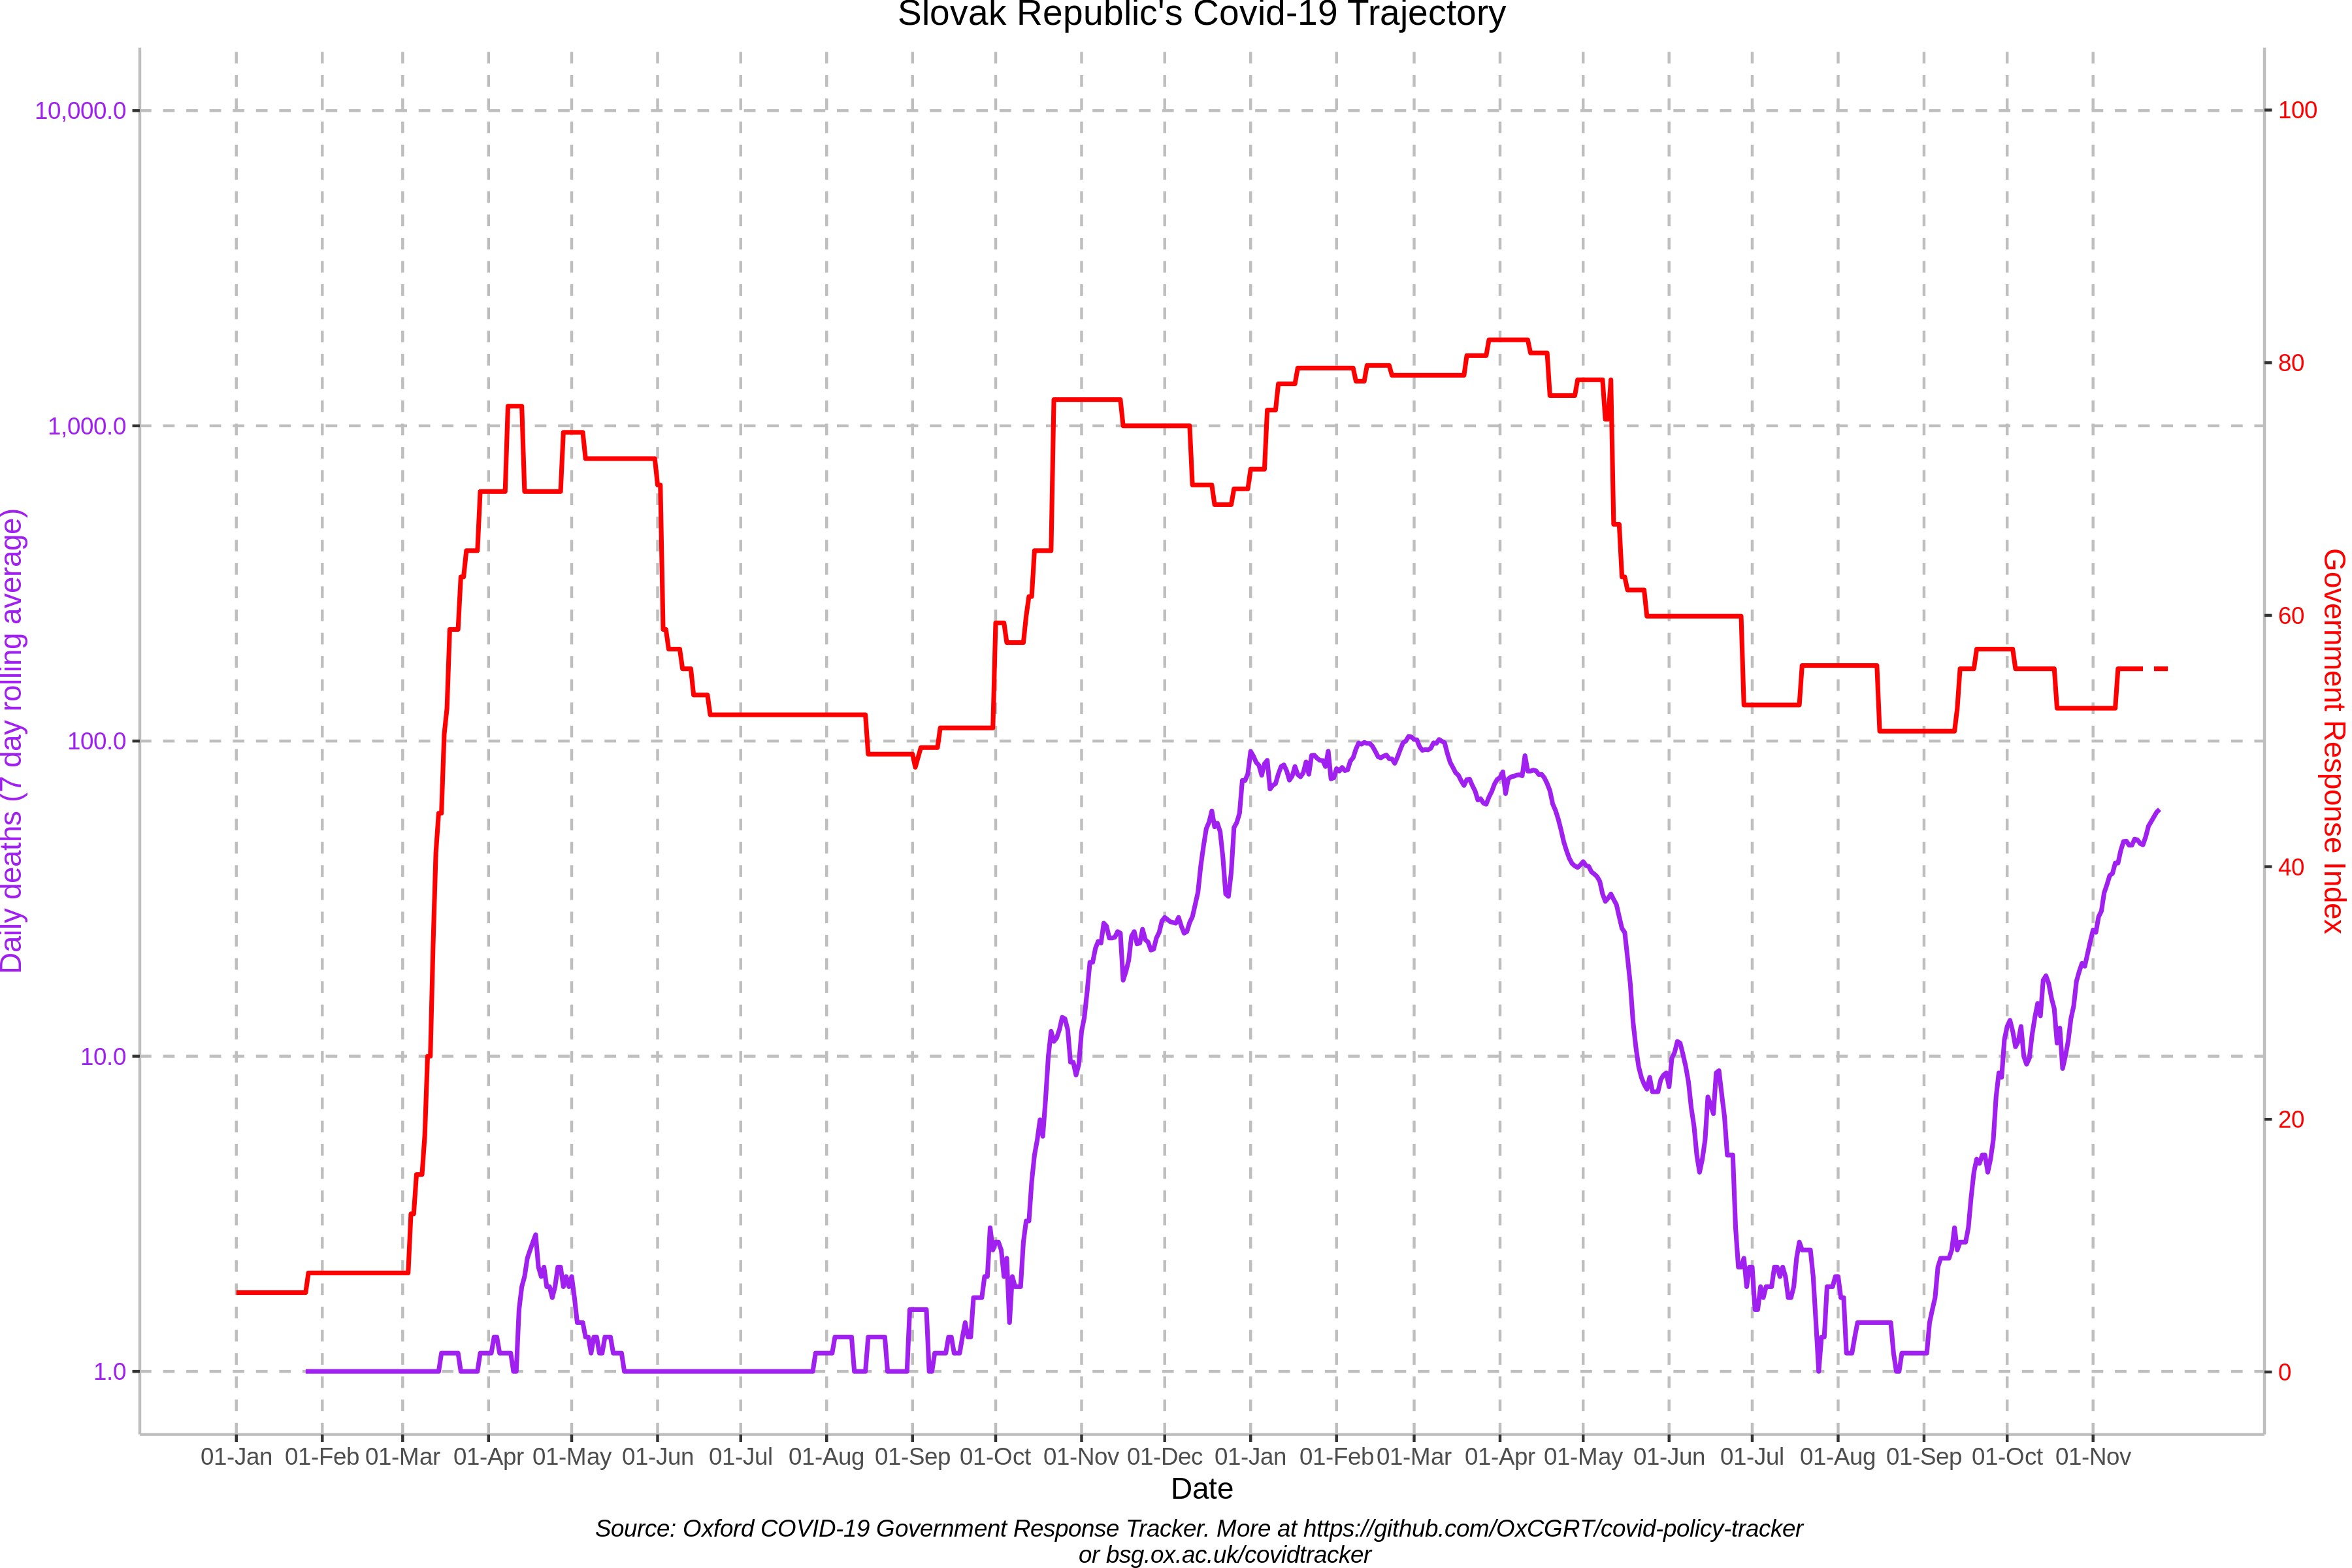 Slovak Republic's Covid-19 Trajectory
10,000.0
1,000.0
100.0
10.0
1.0
Daily deaths (7 day rolling average)
100
80
60
40
20
0
Government Response Index
01-Jan 01-Feb 01-Mar 01-Apr 01-May 01-Jun 01-Jul 01-Aug 01-Sep 01-Oct 01-Nov 01-Dec 01-Jan 01-Feb 01-Mar 01-Apr 01-May 01-Jun 01-Jul 01-Aug 01-Sep 01-Oct 01-Nov
Date
Source: Oxford COVID-19 Government Response Tracker. More at https://github.com/OxCGRT/covid-policy-tracker
or bsg.ox.ac.uk/covidtracker